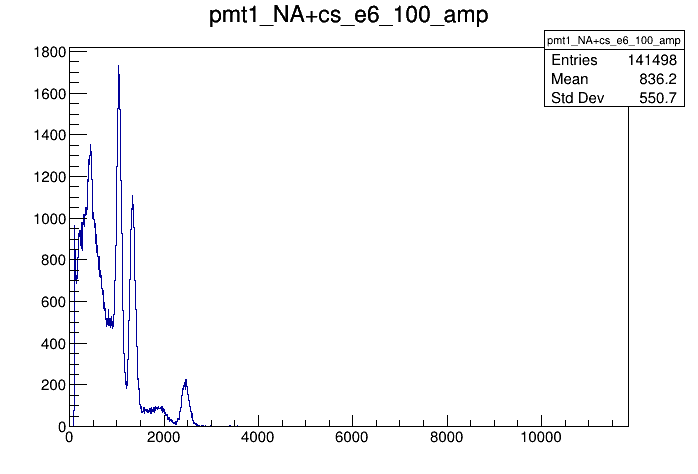 pmt1_NA+cs_e6_100_amp
pmt1_NA+cs_e6_100_amp
Entries 141498
Mean 836.2
Std Dev 550.7
1800
1600
1400
1200
1000
800
600
400
200
0
0 2000 4000 6000 8000 10000